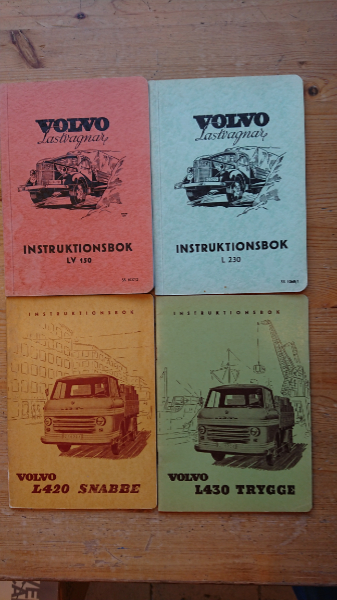 VOLVO
Lastvagnar
INSTRUKTIONSBOK
LV 150
VOLVO
Lastvagnar
INSTRUKTIONSBOK
L 230
INSTRUKTIONSBOK
VOLVO
L420 SNABBE
INSTRUKTIONSBOK
VOLVO
L430 TRYGGE